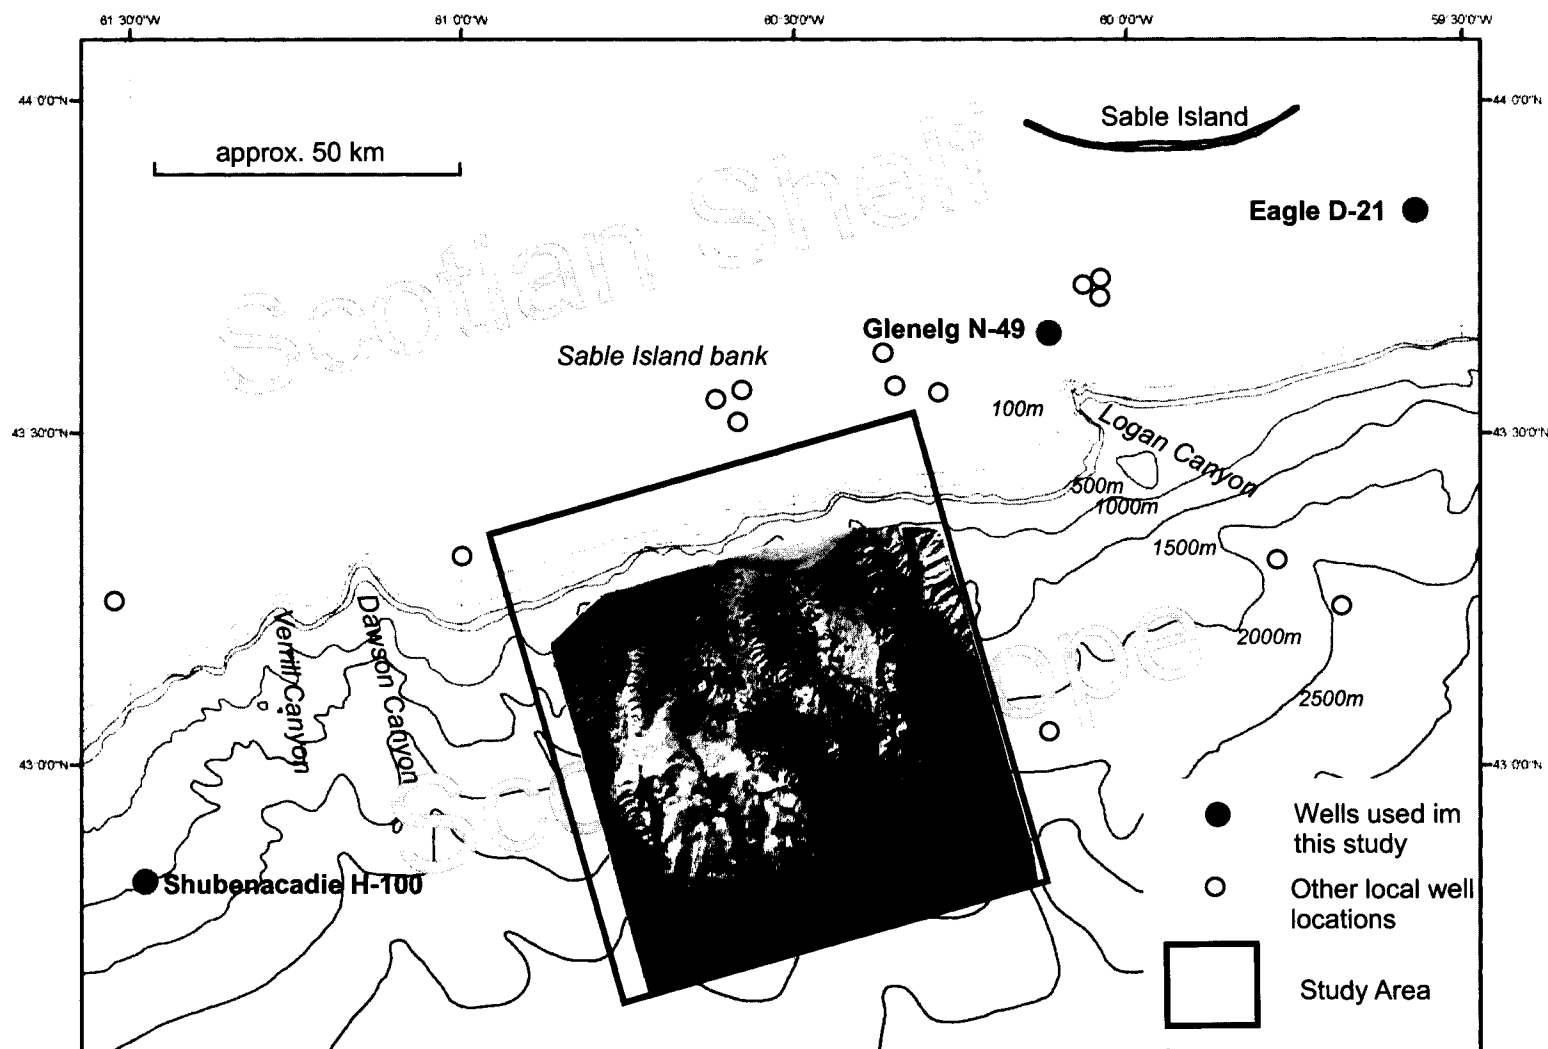 61 30'0"W
61 0'0"W
60 30'0"W
60 0'0"W
59 30'0"W
44 0'0"N
44 0'0"N
approx. 50 km
Sable Island
Scotian Shelf
Eagle D-21
Glenelg N-49
Sable Island bank
100m
43 30'0"N
43 30'0"N
Logan Canyon
500m
1000m
1500m
2000m
2500m
Verrill Canyon
Dawson Canyon
43 0'0"N
43 0'0"N
Sco
ope
Shubenacadie H-100
Wells used im
this study
Other local well
locations
Study Area